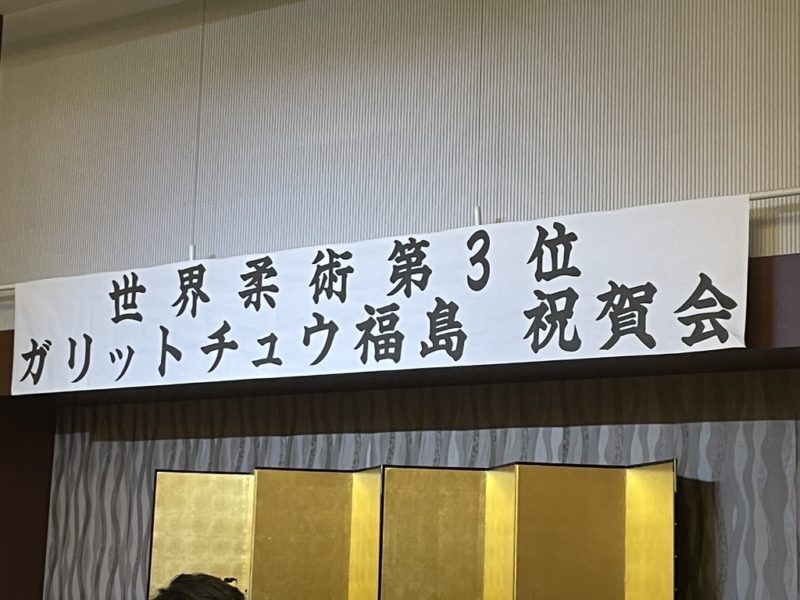 世界柔術第3位
ガリットチュウ福島 祝賀会